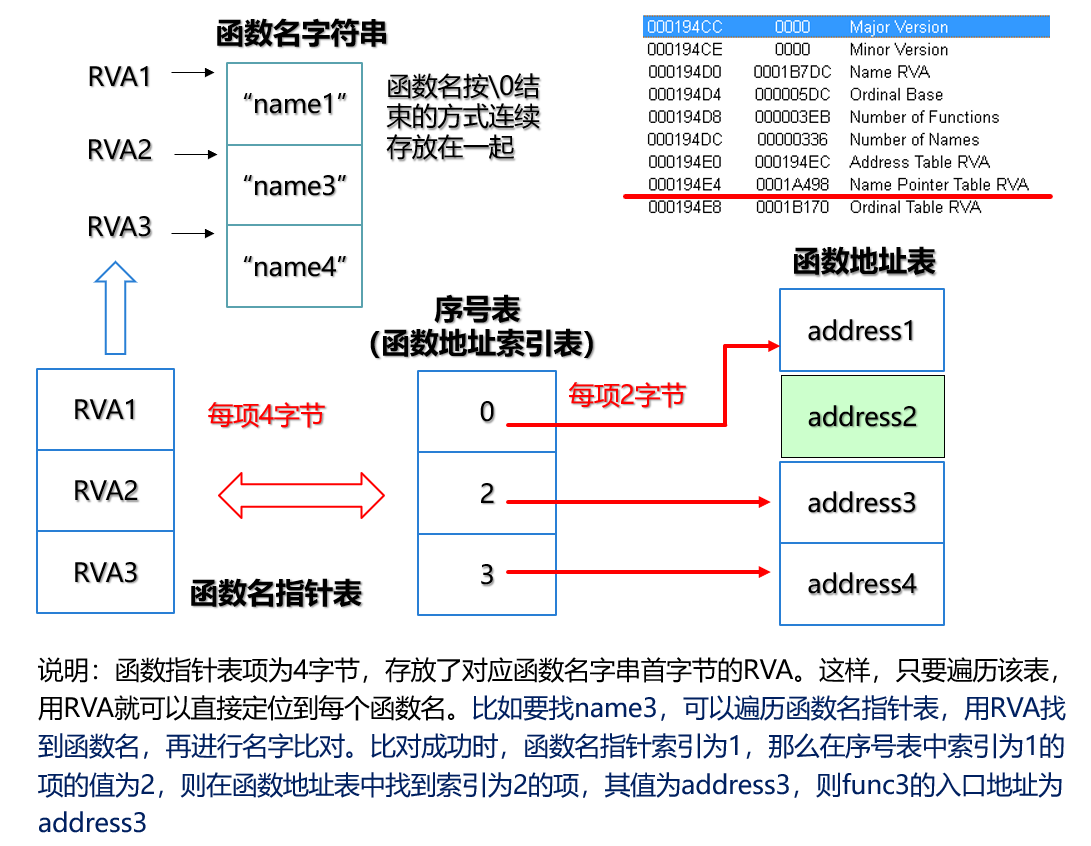 函数名字符串
RVA1
RVA2
RVA3
“name1”
“name3”
“name4”
函数名按\0结
束的方式连续
存放在一起
000194CC 0000 Major Version
000194CE 0000 Minor Version
000194D0 0001B7DC Name RVA
000194D4 000005DC Ordinal Base
000194D8 000003EB Number of Functions
000194DC 00000336 Number of Names
000194E0 000194EC Address Table RVA
000194E4 0001A498 Name Pointer Table RVA
000194E8 0001B170 Ordinal Table RVA
函数地址表
address1
address2
address3
address4
序号表
（函数地址索引表）
每项2字节
0
2
3
每项4字节
RVA1
RVA2
RVA3
函数名指针表
说明：函数指针表项为4字节，存放了对应函数名字串首字节的RVA。这样，只要遍历该表，
用RVA就可以直接定位到每个函数名。比如要找name3，可以遍历函数名指针表，用RVA找
到函数名，再进行名字比对。比对成功时，函数名指针索引为1，那么在序号表中索引为1的
项的值为2，则在函数地址表中找到索引为2的项，其值为address3，则func3的入口地址为
address3